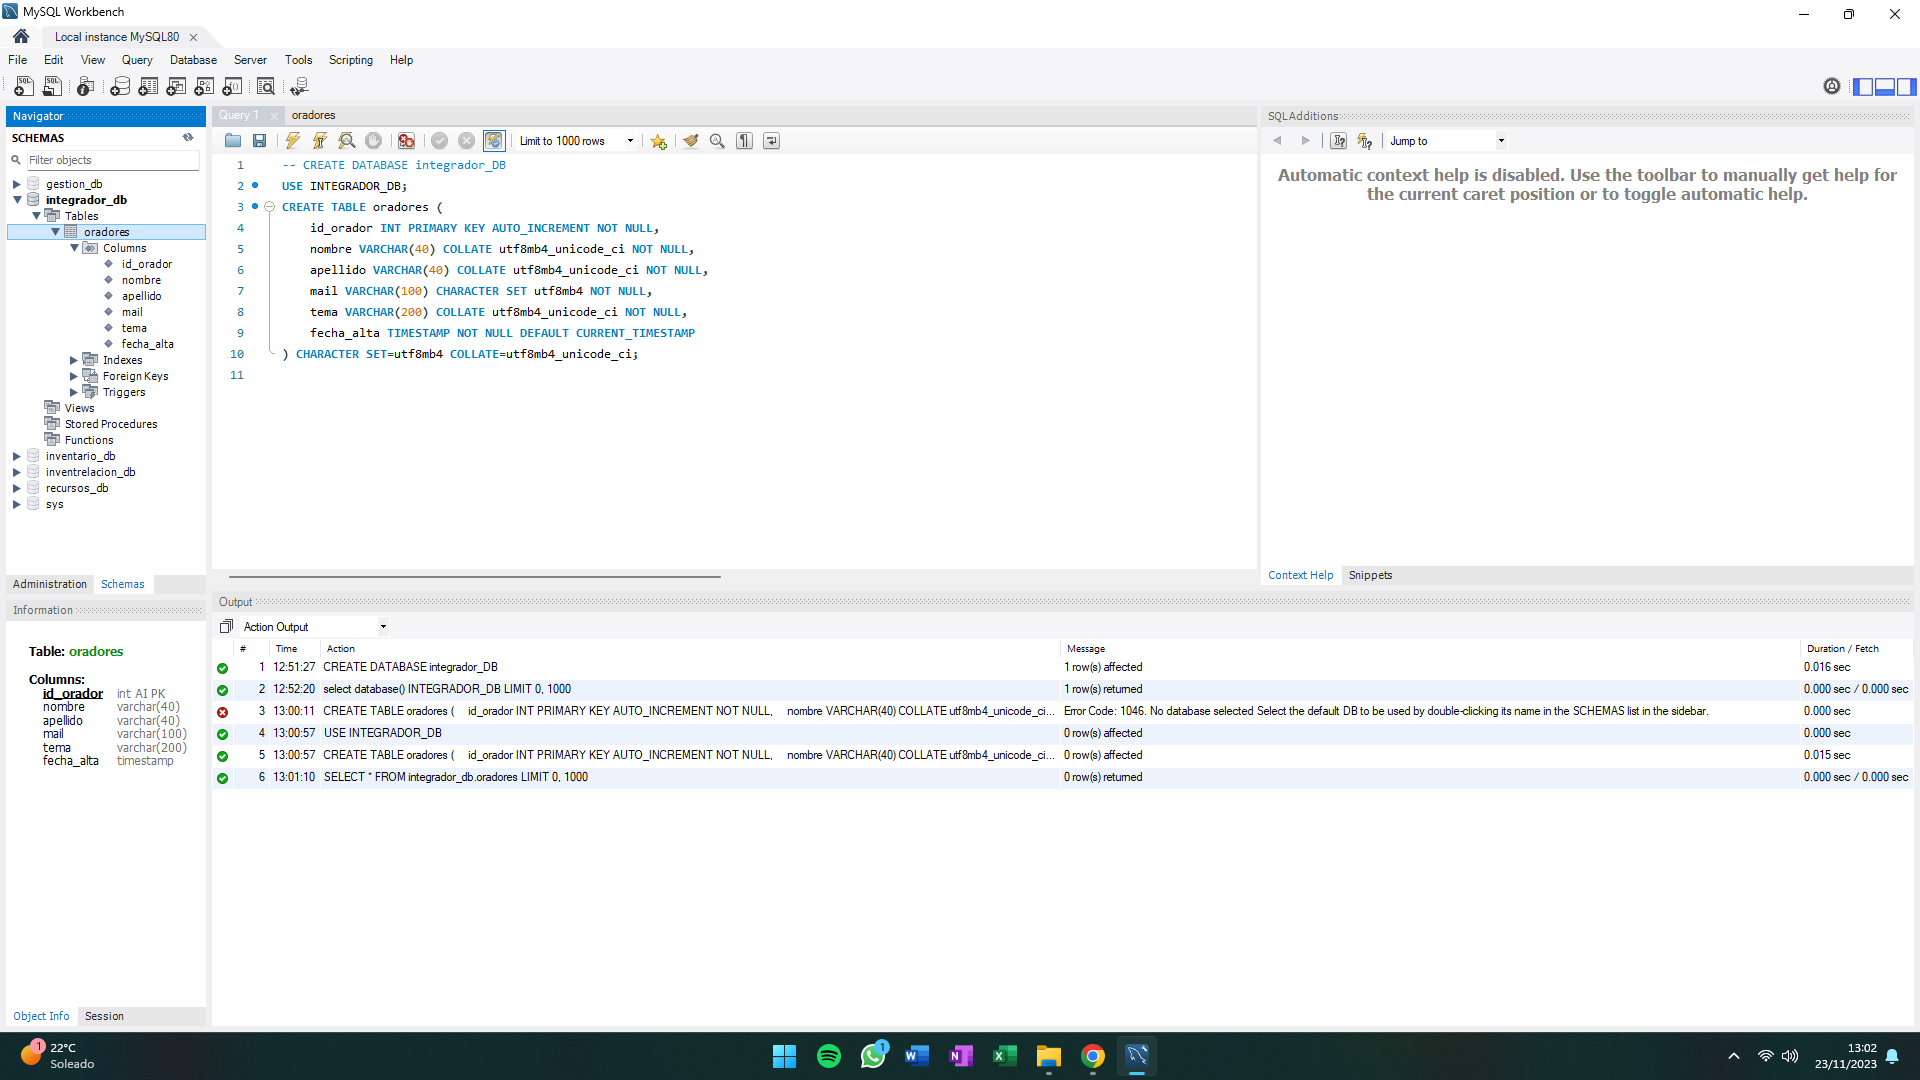 MySQL Workbench
Local instance MySQL80
File Edit View Query Database Server Tools Scripting Help
Navigator
SCHEMAS
Filter objects
gestion_db
integrador_db
Tables
oradores
Columns
id_orador
nombre
apellido
mail
tema
fecha_alta
Indexes
Foreign Keys
Triggers
Views
Stored Procedures
Functions
inventario_db
inventrelacion_db
recursos_db
sys
Administration Schemas
Information
Table: oradores
Columns:
id_orador int AI PK
nombre varchar(40)
apellido varchar(40)
mail varchar(100)
tema varchar(200)
fecha_alta timestamp
Object Info Session
Query 1 oradores
Limit to 1000 rows
1 -- CREATE DATABASE integrador_DB
2 USE INTEGRADOR_DB;
3 CREATE TABLE oradores (
4 id_orador INT PRIMARY KEY AUTO_INCREMENT NOT NULL,
5 nombre VARCHAR(40) COLLATE utf8mb4_unicode_ci NOT NULL,
6 apellido VARCHAR(40) COLLATE utf8mb4_unicode_ci NOT NULL,
7 mail VARCHAR(100) CHARACTER SET utf8mb4 NOT NULL,
8 tema VARCHAR(200) COLLATE utf8mb4_unicode_ci NOT NULL,
9 fecha_alta TIMESTAMP NOT NULL DEFAULT CURRENT_TIMESTAMP
10 ) CHARACTER SET=utf8mb4 COLLATE=utf8mb4_unicode_ci;
11
SQLAdditions
Jump to
Automatic context help is disabled. Use the toolbar to manually get help for
the current caret position or to toggle automatic help.
Context Help Snippets
Output
Action Output
# Time Action Message Duration / Fetch
1 12:51:27 CREATE DATABASE integrador_DB 1 row(s) affected 0.016 sec
2 12:52:20 select database() INTEGRADOR_DB LIMIT 0, 1000 1 row(s) returned 0.000 sec / 0.000 sec
3 13:00:11 CREATE TABLE oradores ( id_orador INT PRIMARY KEY AUTO_INCREMENT NOT NULL, nombre VARCHAR(40) COLLATE utf8mb4_unicode_ci... Error Code: 1046. No database selected Select the default DB to be used by double-clicking its name in the SCHEMAS list in the sidebar. 0.000 sec
4 13:00:57 USE INTEGRADOR_DB 0 row(s) affected 0.000 sec
5 13:00:57 CREATE TABLE oradores ( id_orador INT PRIMARY KEY AUTO_INCREMENT NOT NULL, nombre VARCHAR(40) COLLATE utf8mb4_unicode_ci... 0 row(s) affected 0.015 sec
6 13:01:10 SELECT * FROM integrador_db.oradores LIMIT 0, 1000 0 row(s) returned 0.000 sec / 0.000 sec
1
22°C
Soleado
1
13:02
23/11/2023